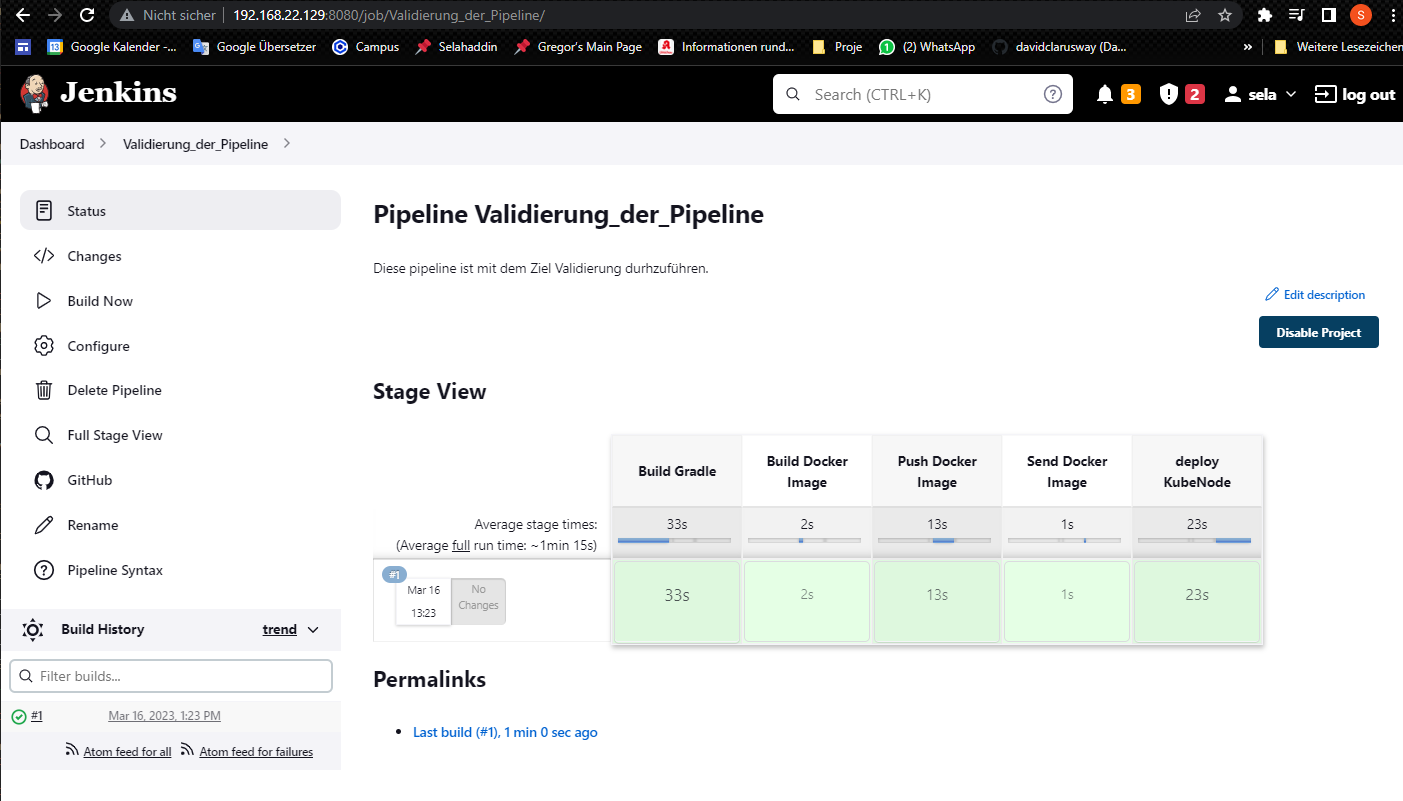 Nicht sicher 192.168.22.129:8080/job/Validierung_der_Pipeline/
S
13 Google Kalender -... Google Übersetzer Campus Selahaddin Gregor's Main Page Informationen rund... Proje 1 (2) WhatsApp davidclarusway (Da... » Weitere Lesezeichen
Jenkins
Search (CTRL+K)
3 2 sela log out
Dashboard Validierung_der_Pipeline
Status
Changes
Build Now
Configure
Delete Pipeline
Full Stage View
GitHub
Rename
Pipeline Syntax
Build History trend
Filter builds...
#1 Mar 16, 2023, 1:23 PM
Atom feed for all Atom feed for failures
Pipeline Validierung_der_Pipeline
Diese pipeline ist mit dem Ziel Validierung durhzuführen.
Edit description
Disable Project
Stage View
Build Gradle
Build Docker
Image
Push Docker
Image
Send Docker
Image
deploy
KubeNode
Average stage times:
(Average full run time: ~1min 15s)
33s 2s 13s 1s 23s
#1
Mar 16
13:23
No
Changes
33s 2s 13s 1s 23s
Permalinks
• Last build (#1), 1 min 0 sec ago